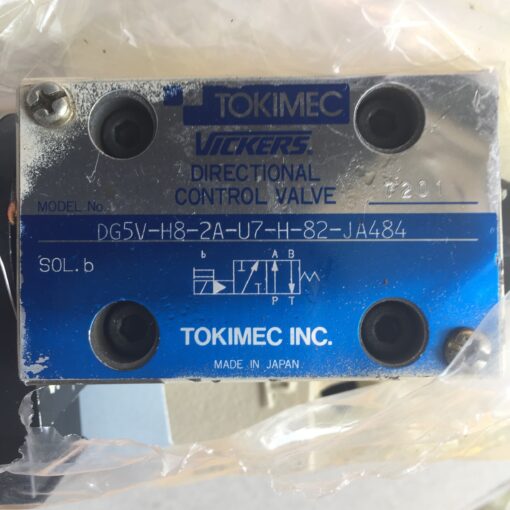 TOKIMEC
VICKERS.
DIRECTIONAL
CONTROL VALVE
MODEL No.
DG5V-H8-2A-U7-H-82-JA484
SOL.b
b
A B
P T
TOKIMEC INC.
MADE IN JAPAN